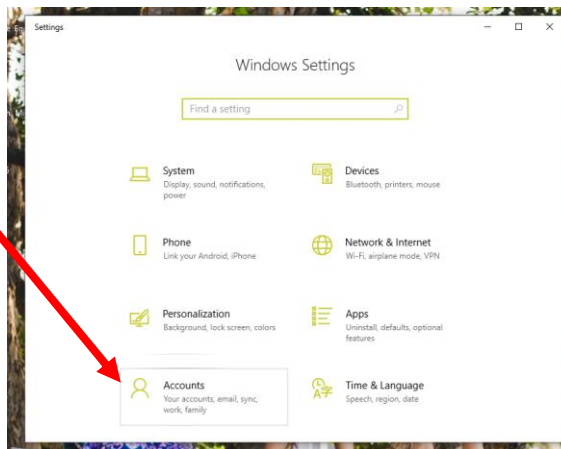 Settings
Windows Settings
Find a setting
System
Display, sound, notifications,
power
Devices
Bluetooth, printers, mouse
Phone
Link your Android, iPhone
Network & Internet
Wi-Fi, airplane mode, VPN
Personalization
Background, lock screen, colors
Apps
Uninstall, defaults, optional
features
Accounts
Your accounts, email, sync,
work, family
Time & Language
Speech, region, date